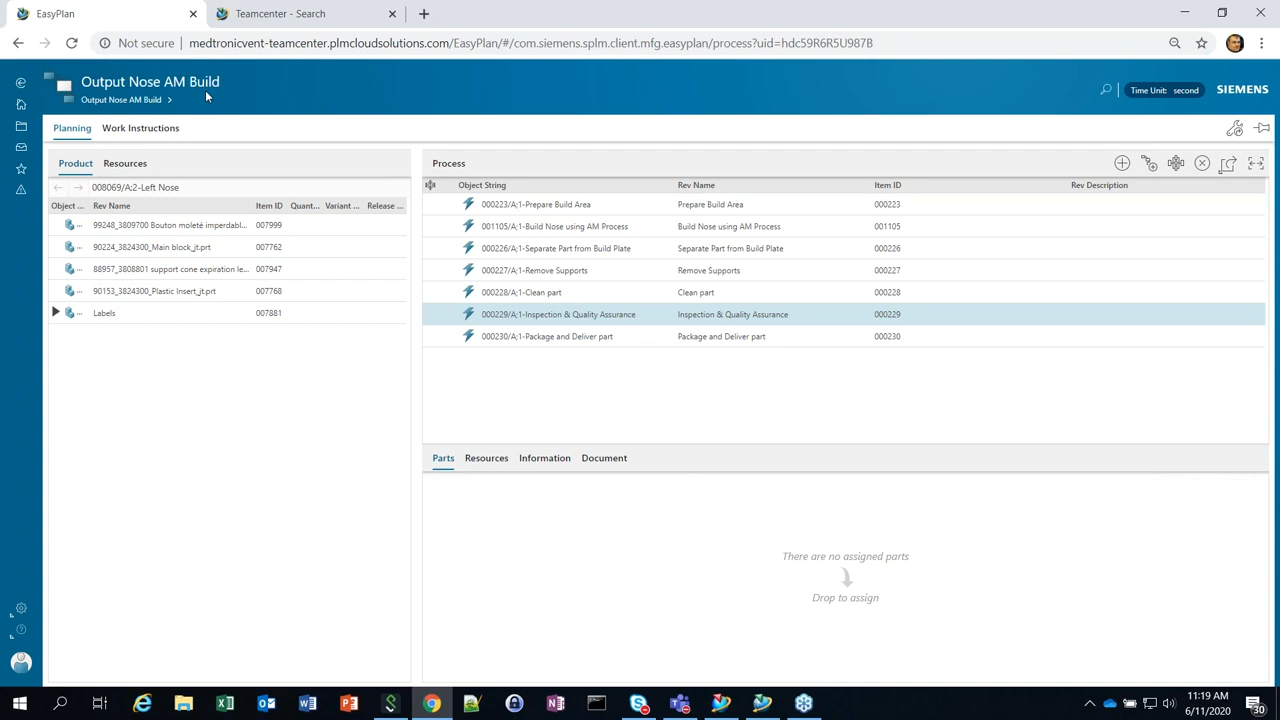 EasyPlan
Teamcenter - Search
Not secure medtronicvent-teamcenter.plmcloudsolutions.com/EasyPlan/#/com.siemens.splm.client.mfg.easyplan/process?uid=hdc59R6R5U987B
Output Nose AM Build
Output Nose AM Build
Time Unit: second
SIEMENS
Planning Work Instructions
Product Resources
008069/A;2-Left Nose
Object ... Rev Name Item ID Quant... Variant ... Release ...
... 99248_3809700 Bouton moleté imperdabl... 007999
... 90224_3824300_Main block_jt.prt 007762
... 88957_3808801 support cone expiration le... 007947
... 90153_3824300_Plastic Insert_jt.prt 007768
... Labels 007881
Process
Object String Rev Name Item ID Rev Description
000223/A;1-Prepare Build Area Prepare Build Area 000223
001105/A;1-Build Nose using AM Process Build Nose using AM Process 001105
000226/A;1-Separate Part from Build Plate Separate Part from Build Plate 000226
000227/A;1-Remove Supports Remove Supports 000227
000228/A;1-Clean part Clean part 000228
000229/A;1-Inspection & Quality Assurance Inspection & Quality Assurance 000229
000230/A;1-Package and Deliver part Package and Deliver part 000230
Parts Resources Information Document
There are no assigned parts
Drop to assign
11:19 AM
6/11/2020
30